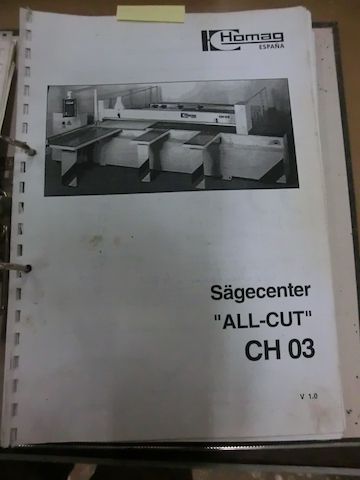 Homag
ESPAÑA
Sägecenter
"ALL-CUT"
CH 03
V 1.0